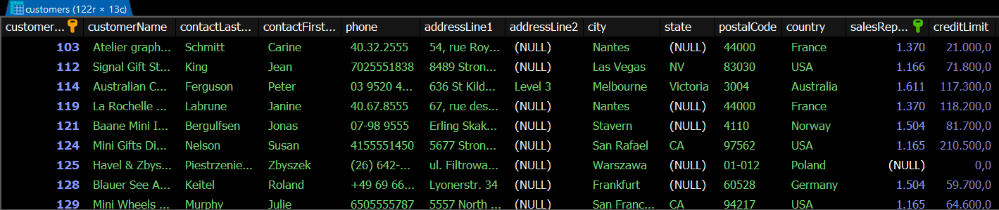 customers (122r × 13c)
customer... customerName contactLast... contactFirst... phone addressLine1 addressLine2 city state postalCode country salesRep... creditLimit
103 Atelier graph... Schmitt Carine 40.32.2555 54, rue Roy... (NULL) Nantes (NULL) 44000 France 1.370 21.000,0
112 Signal Gift St... King Jean 7025551838 8489 Stron... (NULL) Las Vegas NV 83030 USA 1.166 71.800,0
114 Australian C... Ferguson Peter 03 9520 4... 636 St Kild... Level 3 Melbourne Victoria 3004 Australia 1.611 117.300,0
119 La Rochelle ... Labrune Janine 40.67.8555 67, rue des... (NULL) Nantes (NULL) 44000 France 1.370 118.200,0
121 Baane Mini I... Bergulfsen Jonas 07-98 9555 Erling Skak... (NULL) Stavern (NULL) 4110 Norway 1.504 81.700,0
124 Mini Gifts Di... Nelson Susan 4155551450 5677 Stron... (NULL) San Rafael CA 97562 USA 1.165 210.500,0
125 Havel & Zbys... Piestrzenie... Zbyszek (26) 642-... ul. Filtrowa... (NULL) Warszawa (NULL) 01-012 Poland (NULL) 0,0
128 Blauer See A... Keitel Roland +49 69 66... Lyonerstr. 34 (NULL) Frankfurt (NULL) 60528 Germany 1.504 59.700,0
129 Mini Wheels ... Murphy Julie 6505555787 5557 North ... (NULL) San Franc... CA 94217 USA 1.165 64.600,0